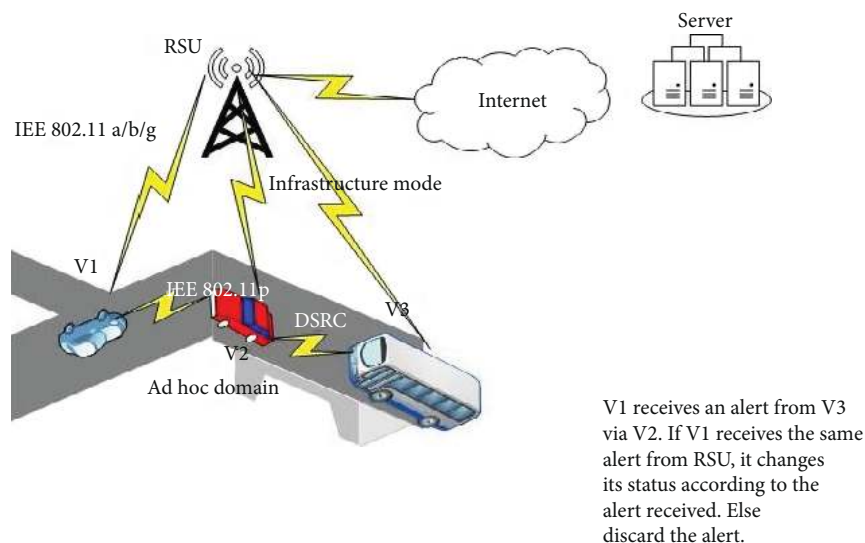 Server
RSU
Internet
IEE 802.11 a/b/g
Infrastructure mode
V1
IEE 802.11p
V3
DSRC
V2
Ad hoc domain
V1 receives an alert from V3
via V2. If V1 receives the same
alert from RSU, it changes
its status according to the
alert received. Else
discard the alert.